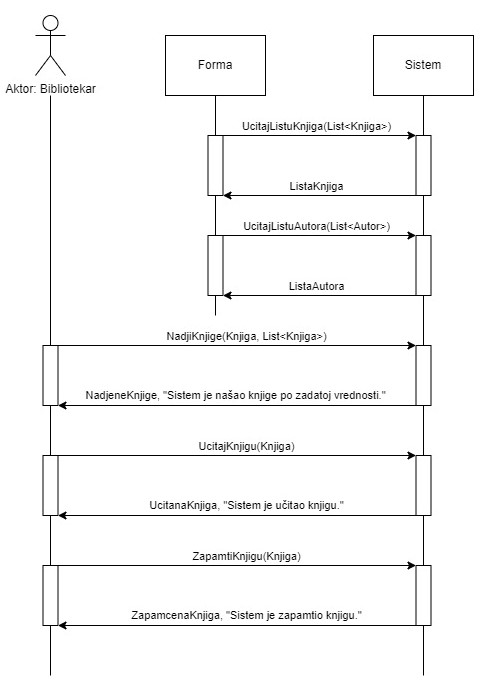 Forma
Sistem
Aktor: Bibliotekar
UcitajListuKnjiga(List<Knjiga>)
ListaKnjiga
UcitajListuAutora(List<Autor>)
ListaAutora
NadjiKnjige(Knjiga, List<Knjiga>)
NadjeneKnjige, "Sistem je našao knjige po zadatoj vrednosti."
UcitajKnjigu(Knjiga)
UcitanaKnjiga, "Sistem je učitao knjigu."
ZapamtiKnjigu(Knjiga)
ZapamcenaKnjiga, "Sistem je zapamtio knjigu."